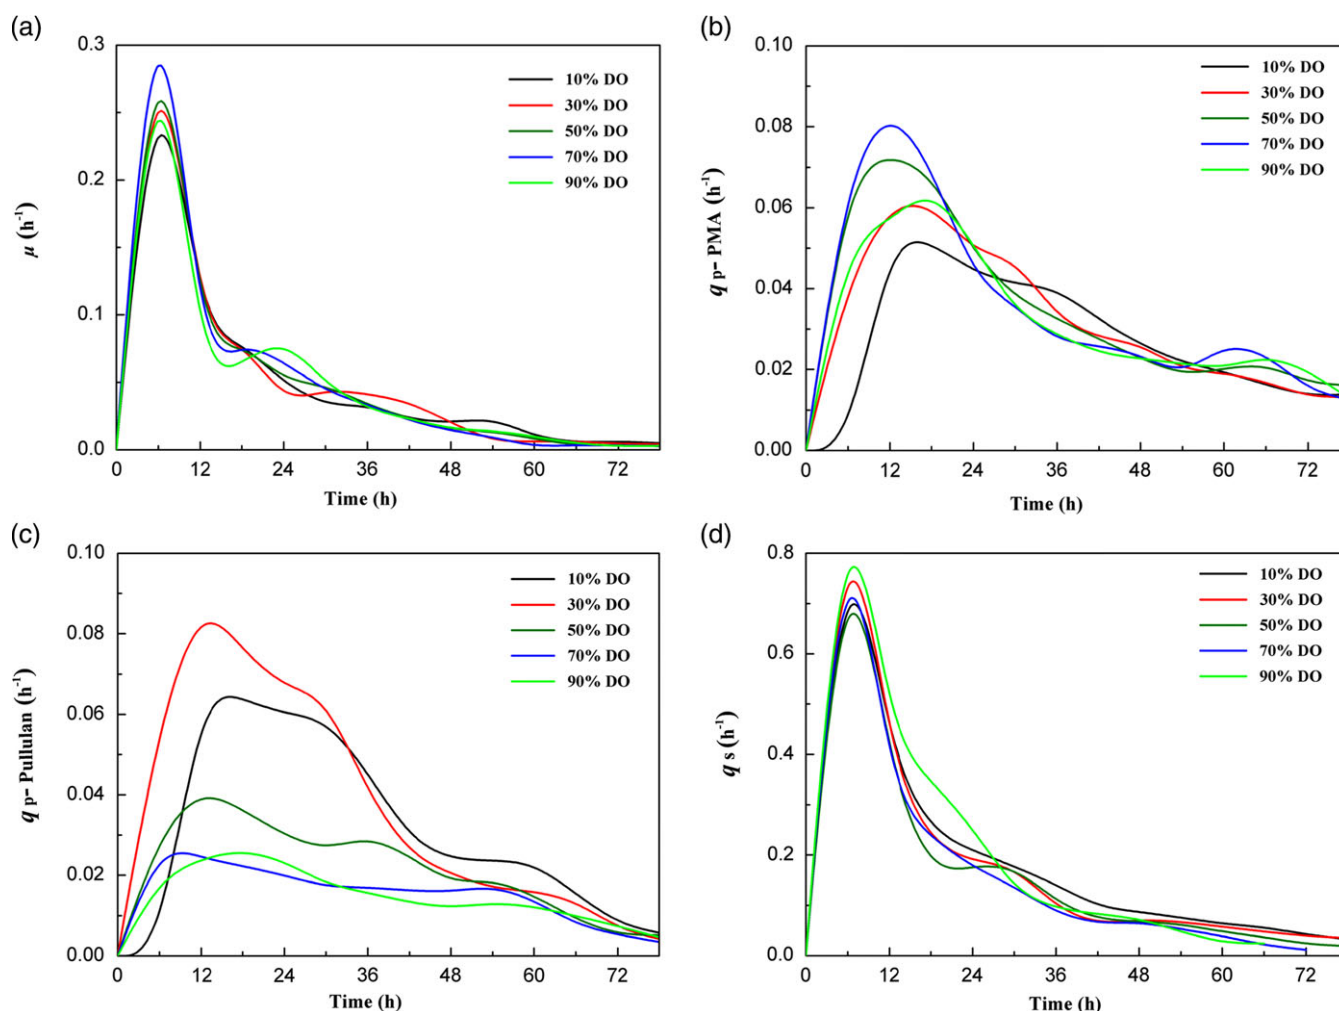 (a)
0.3
0.2
0.1
0.0
μ (h⁻¹)
10% DO
30% DO
50% DO
70% DO
90% DO
0 12 24 36 48 60 72
Time (h)
(b)
0.10
0.08
0.06
0.04
0.02
0.00
q p- PMA (h⁻¹)
10% DO
30% DO
50% DO
70% DO
90% DO
0 12 24 36 48 60 72
Time (h)
(c)
0.10
0.08
0.06
0.04
0.02
0.00
q p- Pullulan (h⁻¹)
10% DO
30% DO
50% DO
70% DO
90% DO
0 12 24 36 48 60 72
Time (h)
(d)
0.8
0.6
0.4
0.2
0.0
q s (h⁻¹)
10% DO
30% DO
50% DO
70% DO
90% DO
0 12 24 36 48 60 72
Time (h)